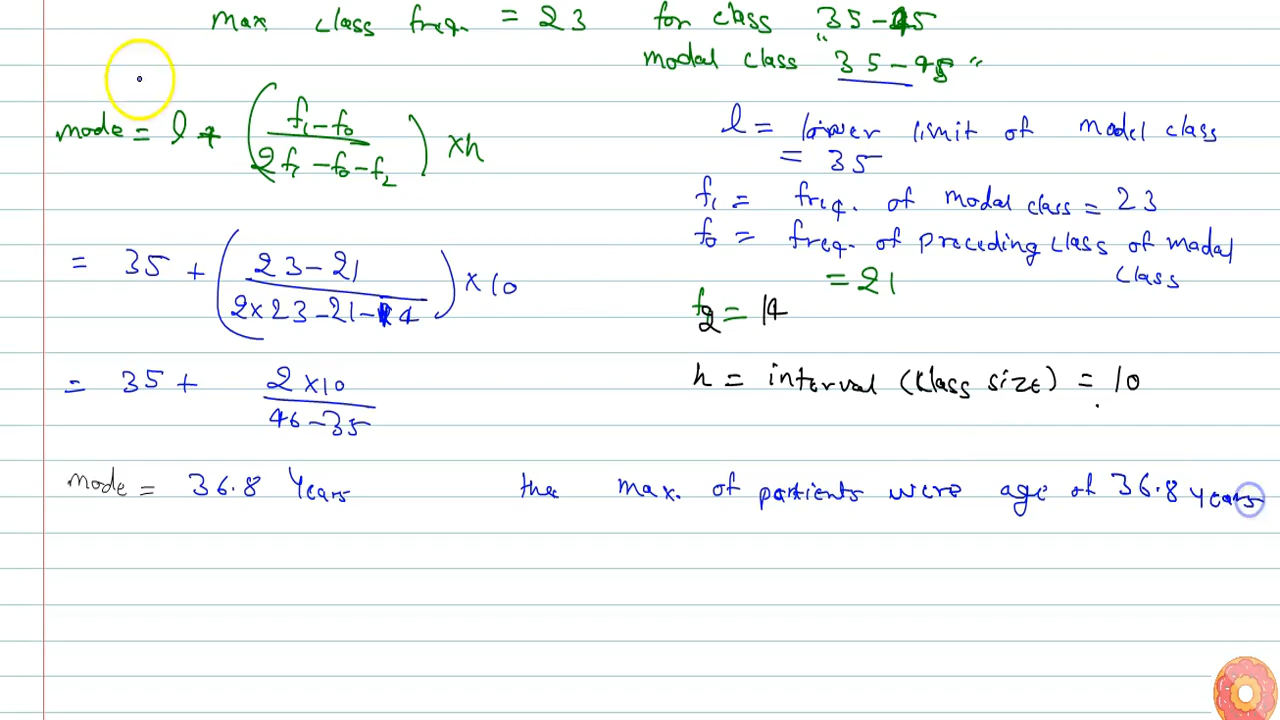 max class freq. = 23 for class 35-45
modal class "35-45"
mode = l + ( (f₁-f₀) / (2f₁-f₀-f₂) ) ×h
l = lower limit of model class
= 35
f₁ = freq. of modal class = 23
f₀ = freq. of preceding class of modal
class
= 21
= 35 + ( (23-21) / (2×23-21-14) ) ×10
f₂ = 14
= 35 + (2×10) / (46-35)
h = interval (class size) = 10
mode = 36.8 Years the max. of partients were age of 36.8 years